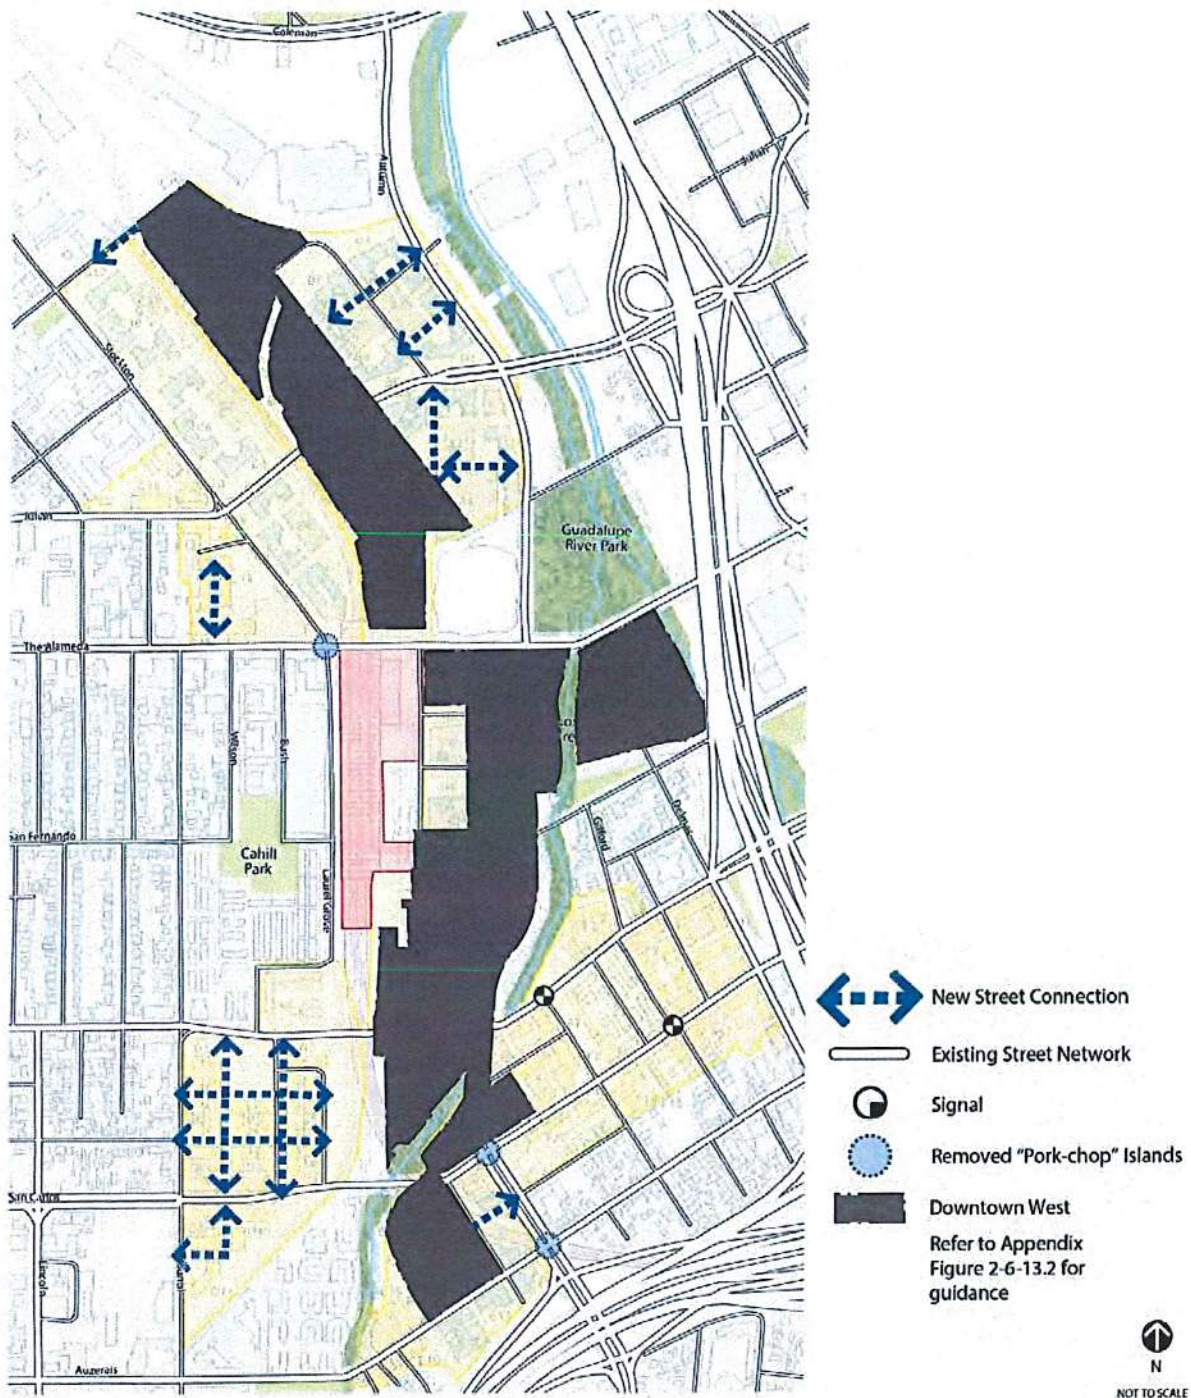 Coleman
Autumn
Julian
Stockton
Julian
Guadalupe
River Park
The Alameda
Wilson
Bush
Gifford
Delmas
San Fernando
Cahill
Park
Laurel Grove
San Carlos
Lincoln
Auzerais
New Street Connection
Existing Street Network
Signal
Removed "Pork-chop" Islands
Downtown West
Refer to Appendix
Figure 2-6-13.2 for
guidance
N
NOT TO SCALE